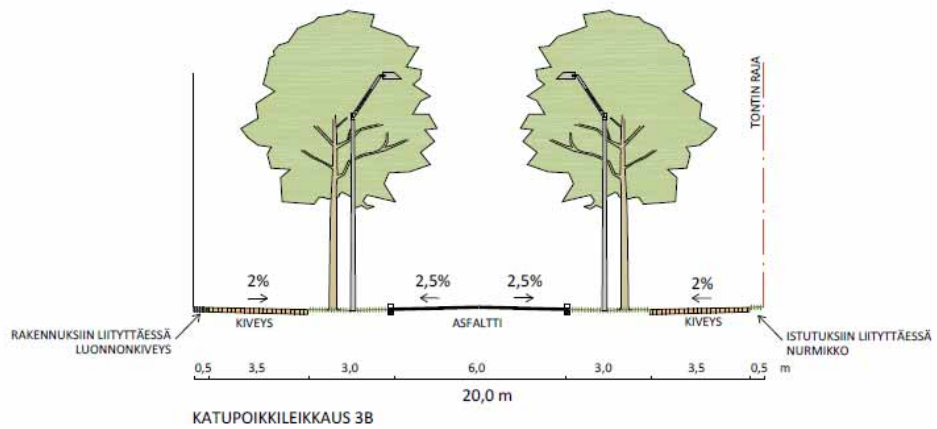 TONTIN RAJA
2%
2,5%
2,5%
2%
KIVEYS
ASFALTTI
KIVEYS
RAKENNUKSIIN LIITYTTÄESSÄ
LUONNONKIVEYS
ISTUTUKSIIN LIITYTTÄESSÄ
NURMIKKO
0,5 3,5 3,0 6,0 3,0 3,5 0,5 m
20,0 m
KATUPOIKKILEIKKAUS 3B